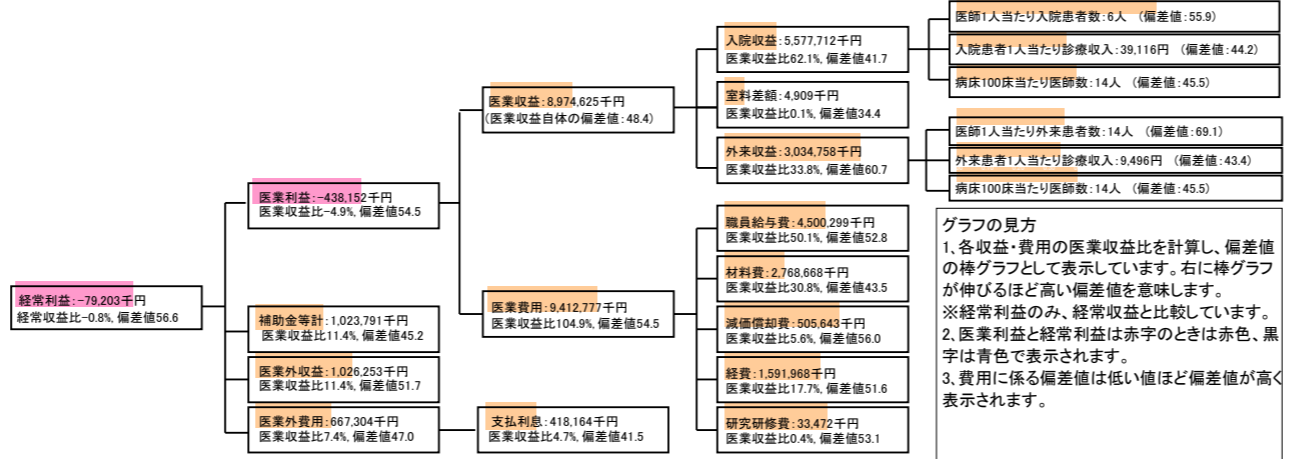 経常利益:-79,203千円
経常収益比-0.8%, 偏差値56.6
医業利益:-438,152千円
医業収益比-4.9%, 偏差値54.5
補助金等計:1,023,791千円
医業収益比11.4%, 偏差値45.2
医業外収益:1,026,253千円
医業収益比11.4%, 偏差値51.7
医業外費用:667,304千円
医業収益比7.4%, 偏差値47.0
医業収益:8,974,625千円
(医業収益自体の偏差値:48.4)
医業費用:9,412,777千円
医業収益比104.9%, 偏差値54.5
支払利息:418,164千円
医業収益比4.7%, 偏差値41.5
入院収益:5,577,712千円
医業収益比62.1%, 偏差値41.7
室料差額:4,909千円
医業収益比0.1%, 偏差値34.4
外来収益:3,034,758千円
医業収益比33.8%, 偏差値60.7
職員給与費:4,500,299千円
医業収益比50.1%, 偏差値52.8
材料費:2,768,668千円
医業収益比30.8%, 偏差値43.5
減価償却費:505,643千円
医業収益比5.6%, 偏差値56.0
経費:1,591,968千円
医業収益比17.7%, 偏差値51.6
研究研修費:33,472千円
医業収益比0.4%, 偏差値53.1
医師1人当たり入院患者数:6人 (偏差値:55.9)
入院患者1人当たり診療収入:39,116円 (偏差値:44.2)
病床100床当たり医師数:14人 (偏差値:45.5)
医師1人当たり外来患者数:14人 (偏差値:69.1)
外来患者1人当たり診療収入:9,496円 (偏差値:43.4)
病床100床当たり医師数:14人 (偏差値:45.5)
グラフの見方
1、各収益・費用の医業収益比を計算し、偏差値
の棒グラフとして表示しています。右に棒グラフ
が伸びるほど高い偏差値を意味します。
※経常利益のみ、経常収益と比較しています。
2、医業利益と経常利益は赤字のときは赤色、黒
字は青色で表示されます。
3、費用に係る偏差値は低い値ほど偏差値が高く
表示されます。